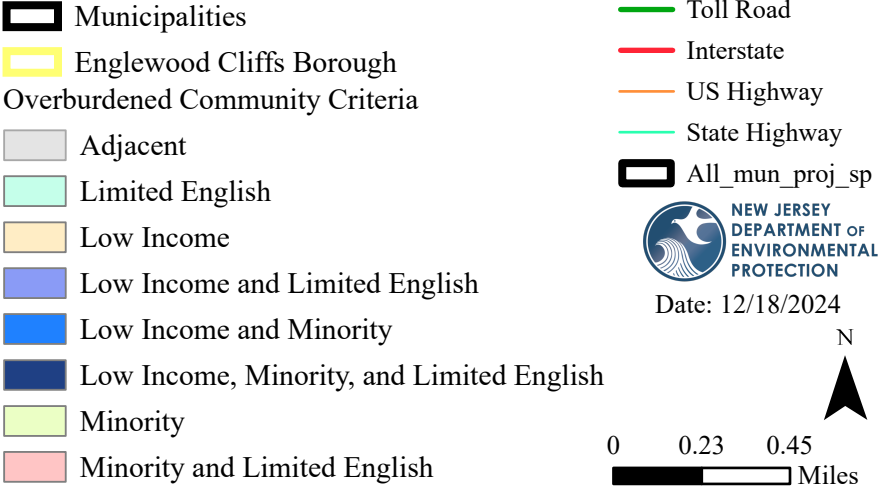 Municipalities
Englewood Cliffs Borough
Overburdened Community Criteria
Adjacent
Limited English
Low Income
Low Income and Limited English
Low Income and Minority
Low Income, Minority, and Limited English
Minority
Minority and Limited English
Toll Road
Interstate
US Highway
State Highway
All_mun_proj_sp
NEW JERSEY
DEPARTMENT OF
ENVIRONMENTAL
PROTECTION
Date: 12/18/2024
N
0 0.23 0.45
Miles